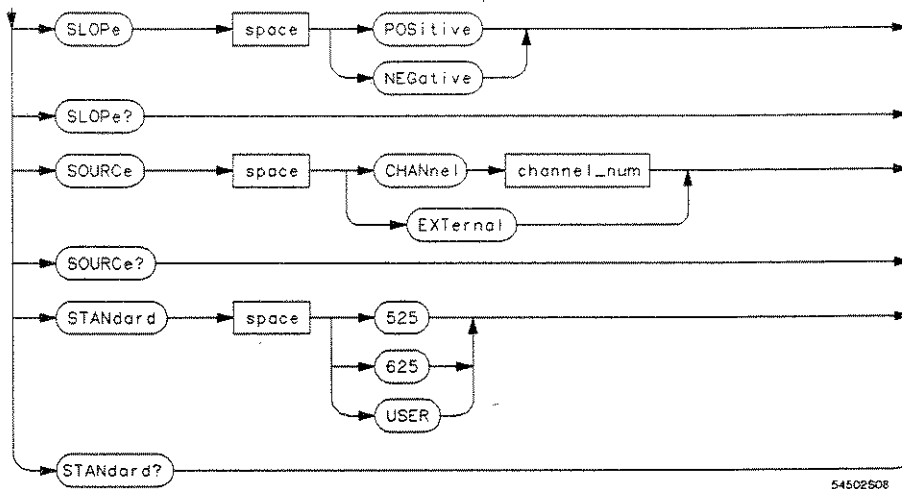 SLOPe space POSitive
NEGative
SLOPe?
SOURCe space CHANnel channel_num
EXTernal
SOURCe?
STANdard space 525
625
USER
STANdard?
54502S08